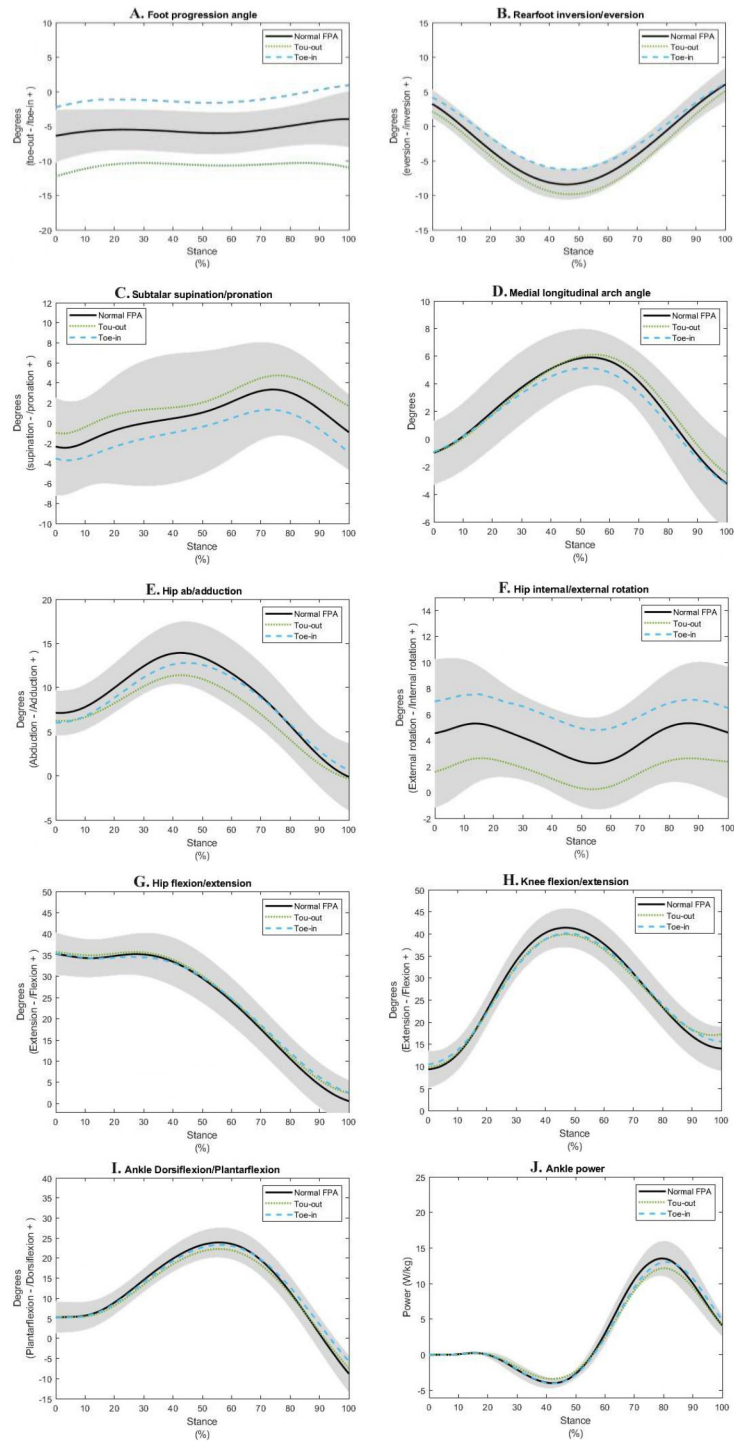 A. Foot progression angle
Degrees
(toe-out - /toe-in + )
15
10
5
0
-5
-10
-15
-20
Normal FPA
Tou-out
Toe-in
0 10 20 30 40 50 60 70 80 90 100
Stance
(%)
B. Rearfoot inversion/eversion
Degrees
(eversion - /inversion + )
15
10
5
0
-5
-10
-15
Normal FPA
Tou-out
Toe-in
0 10 20 30 40 50 60 70 80 90 100
Stance
(%)
C. Subtalar supination/pronation
Degrees
(supination - /pronation + )
12
10
8
6
4
2
0
-2
-4
-6
-8
-10
Normal FPA
Tou-out
Toe-in
0 10 20 30 40 50 60 70 80 90 100
Stance
(%)
D. Medial longitudinal arch angle
Degrees
10
8
6
4
2
0
-2
-4
-6
Normal FPA
Tou-out
Toe-in
0 10 20 30 40 50 60 70 80 90 100
Stance
(%)
E. Hip ab/adduction
Degrees
(Abduction - /Adduction + )
20
15
10
5
0
-5
Normal FPA
Tou-out
Toe-in
0 10 20 30 40 50 60 70 80 90 100
Stance
(%)
F. Hip internal/external rotation
Degrees
(External rotation - /Internal rotation + )
14
12
10
8
6
4
2
0
-2
Normal FPA
Tou-out
Toe-in
0 10 20 30 40 50 60 70 80 90 100
Stance
(%)
G. Hip flexion/extension
Degrees
(Extension - /Flexion + )
50
45
40
35
30
25
20
15
10
5
0
Normal FPA
Tou-out
Toe-in
0 10 20 30 40 50 60 70 80 90 100
Stance
(%)
H. Knee flexion/extension
Degrees
(Extension - /Flexion + )
50
45
40
35
30
25
20
15
10
5
0
Normal FPA
Tou-out
Toe-in
0 10 20 30 40 50 60 70 80 90 100
Stance
(%)
I. Ankle Dorsiflexion/Plantarflexion
Degrees
(Plantarflexion - /Dorsiflexion + )
40
35
30
25
20
15
10
5
0
-5
-10
-15
Normal FPA
Tou-out
Toe-in
0 10 20 30 40 50 60 70 80 90 100
Stance
(%)
J. Ankle power
Power (W/kg)
25
20
15
10
5
0
-5
Normal FPA
Tou-out
Toe-in
0 10 20 30 40 50 60 70 80 90 100
Stance
(%)